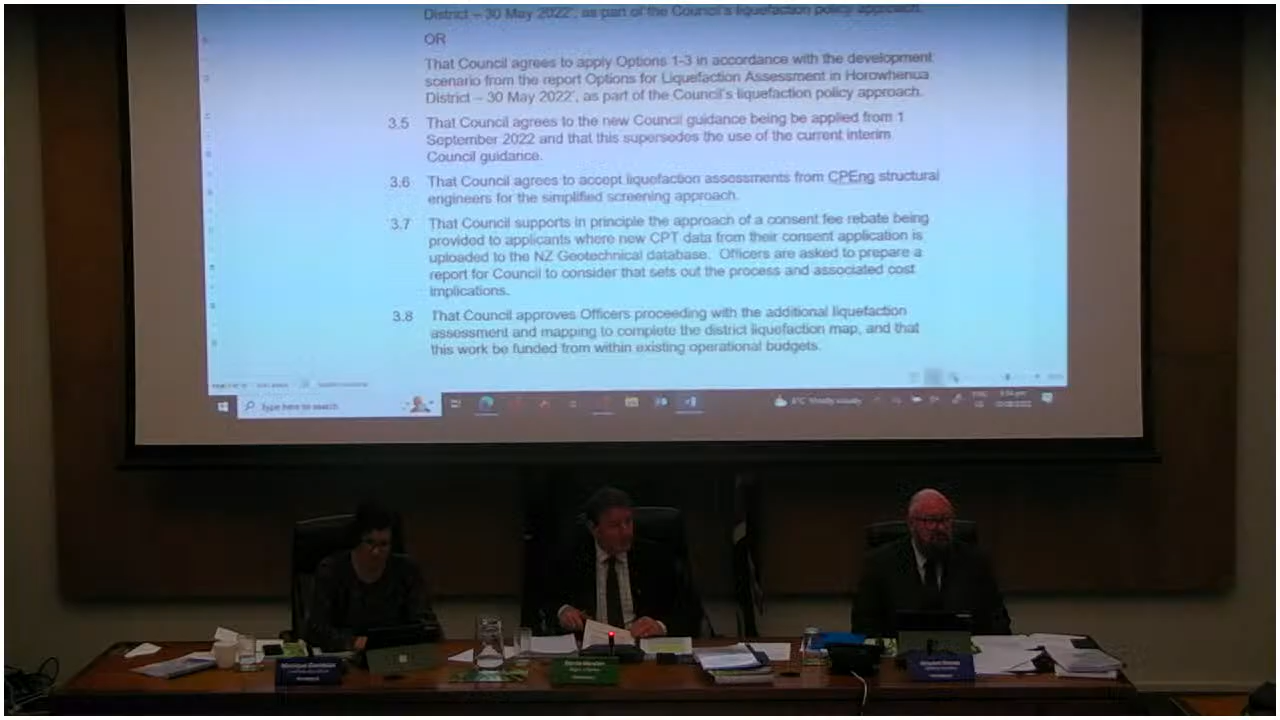 District – 30 May 2022', as part of the Council's liquefaction policy approach.
OR
That Council agrees to apply Options 1-3 in accordance with the development
scenario from the report Options for Liquefaction Assessment in Horowhenua
District – 30 May 2022', as part of the Council's liquefaction policy approach.
3.5 That Council agrees to the new Council guidance being be applied from 1
September 2022 and that this supersedes the use of the current interim
Council guidance.
3.6 That Council agrees to accept liquefaction assessments from CPEng structural
engineers for the simplified screening approach.
3.7 That Council supports in principle the approach of a consent fee rebate being
provided to applicants where new CPT data from their consent application is
uploaded to the NZ Geotechnical database. Officers are asked to prepare a
report for Council to consider that sets out the process and associated cost
implications.
3.8 That Council approves Officers proceeding with the additional liquefaction
assessment and mapping to complete the district liquefaction map, and that
this work be funded from within existing operational budgets.
Type here to search
Monique Davidson